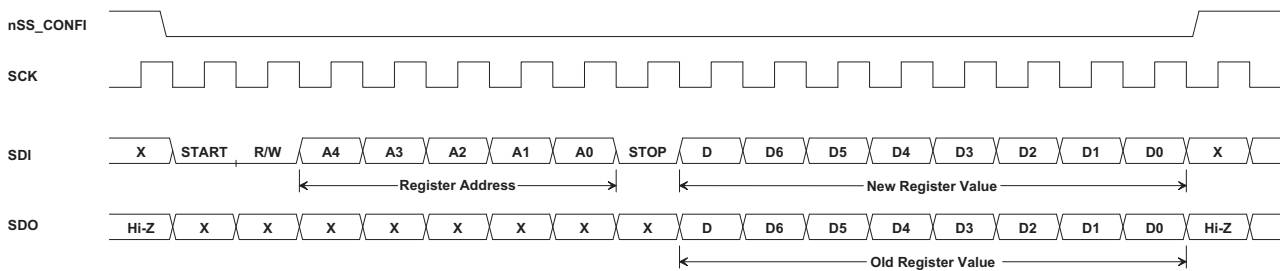 nSS_CONFI
SCK
SDI X START R/W A4 A3 A2 A1 A0 STOP D D6 D5 D4 D3 D2 D1 D0 X
Register Address New Register Value
SDO Hi-Z X X X X X X X X D D6 D5 D4 D3 D2 D1 D0 Hi-Z
Old Register Value